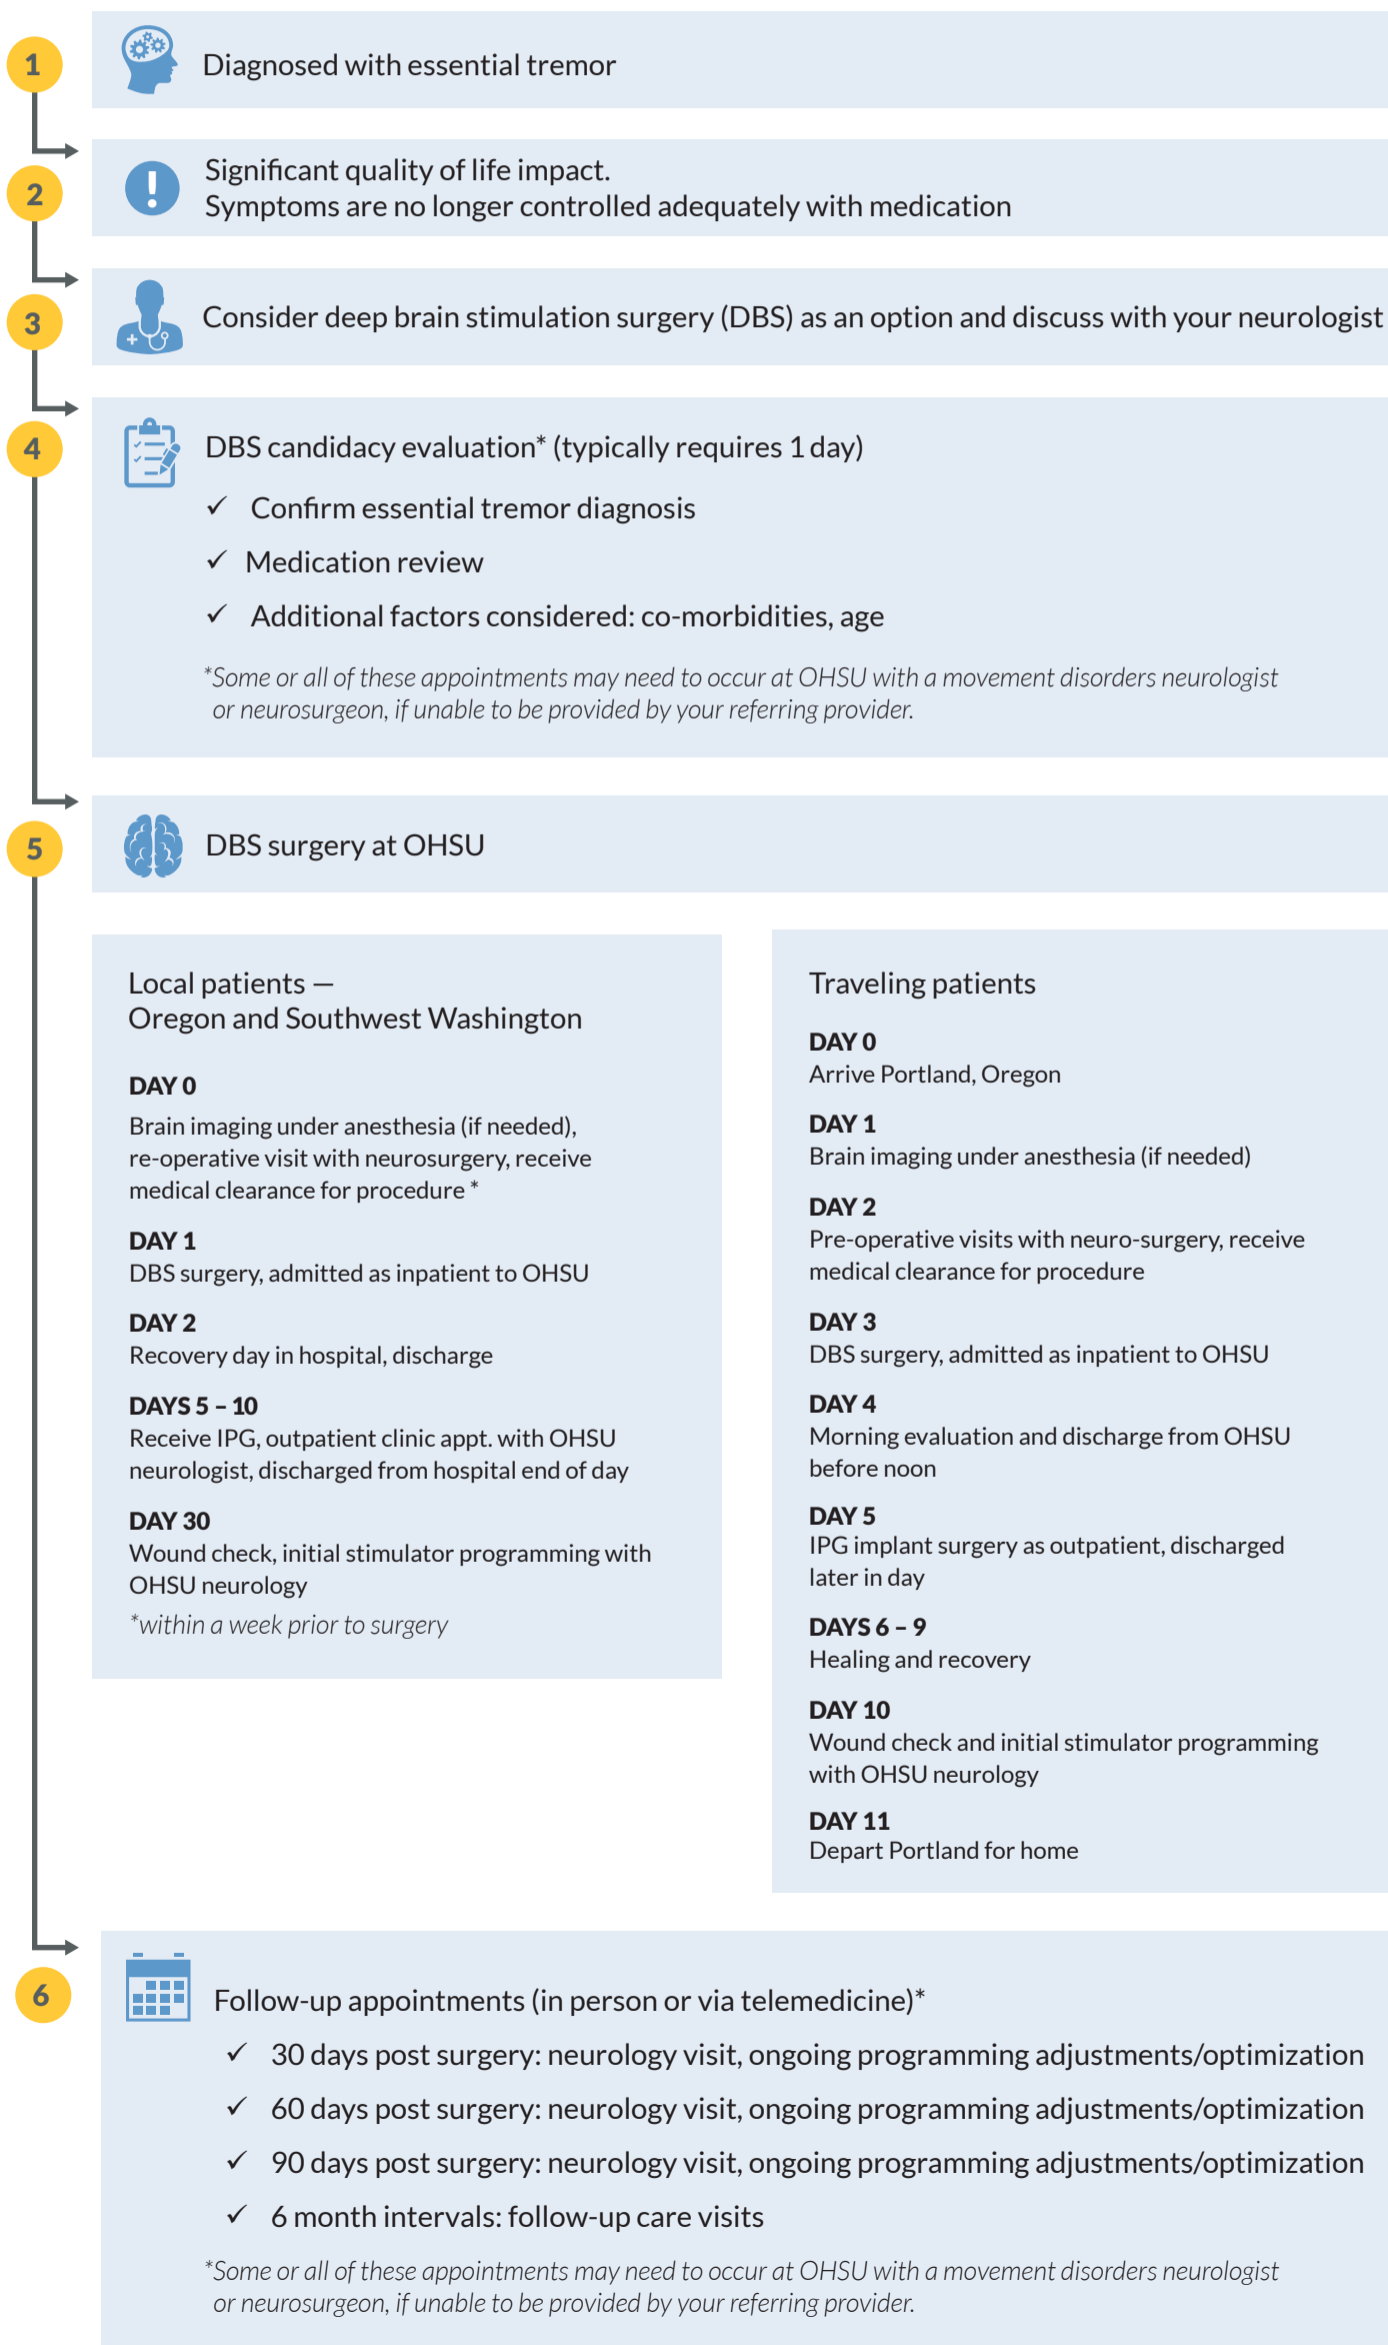 1
Diagnosed with essential tremor
2
Significant quality of life impact.
Symptoms are no longer controlled adequately with medication
3
Consider deep brain stimulation surgery (DBS) as an option and discuss with your neurologist
4
DBS candidacy evaluation* (typically requires 1 day)
✓ Confirm essential tremor diagnosis
✓ Medication review
✓ Additional factors considered: co-morbidities, age
*Some or all of these appointments may need to occur at OHSU with a movement disorders neurologist
or neurosurgeon, if unable to be provided by your referring provider.
5
DBS surgery at OHSU
Local patients —
Oregon and Southwest Washington
DAY 0
Brain imaging under anesthesia (if needed),
re-operative visit with neurosurgery, receive
medical clearance for procedure *
DAY 1
DBS surgery, admitted as inpatient to OHSU
DAY 2
Recovery day in hospital, discharge
DAYS 5 – 10
Receive IPG, outpatient clinic appt. with OHSU
neurologist, discharged from hospital end of day
DAY 30
Wound check, initial stimulator programming with
OHSU neurology
*within a week prior to surgery
Traveling patients
DAY 0
Arrive Portland, Oregon
DAY 1
Brain imaging under anesthesia (if needed)
DAY 2
Pre-operative visits with neuro-surgery, receive
medical clearance for procedure
DAY 3
DBS surgery, admitted as inpatient to OHSU
DAY 4
Morning evaluation and discharge from OHSU
before noon
DAY 5
IPG implant surgery as outpatient, discharged
later in day
DAYS 6 – 9
Healing and recovery
DAY 10
Wound check and initial stimulator programming
with OHSU neurology
DAY 11
Depart Portland for home
6
Follow-up appointments (in person or via telemedicine)*
✓ 30 days post surgery: neurology visit, ongoing programming adjustments/optimization
✓ 60 days post surgery: neurology visit, ongoing programming adjustments/optimization
✓ 90 days post surgery: neurology visit, ongoing programming adjustments/optimization
✓ 6 month intervals: follow-up care visits
*Some or all of these appointments may need to occur at OHSU with a movement disorders neurologist
or neurosurgeon, if unable to be provided by your referring provider.